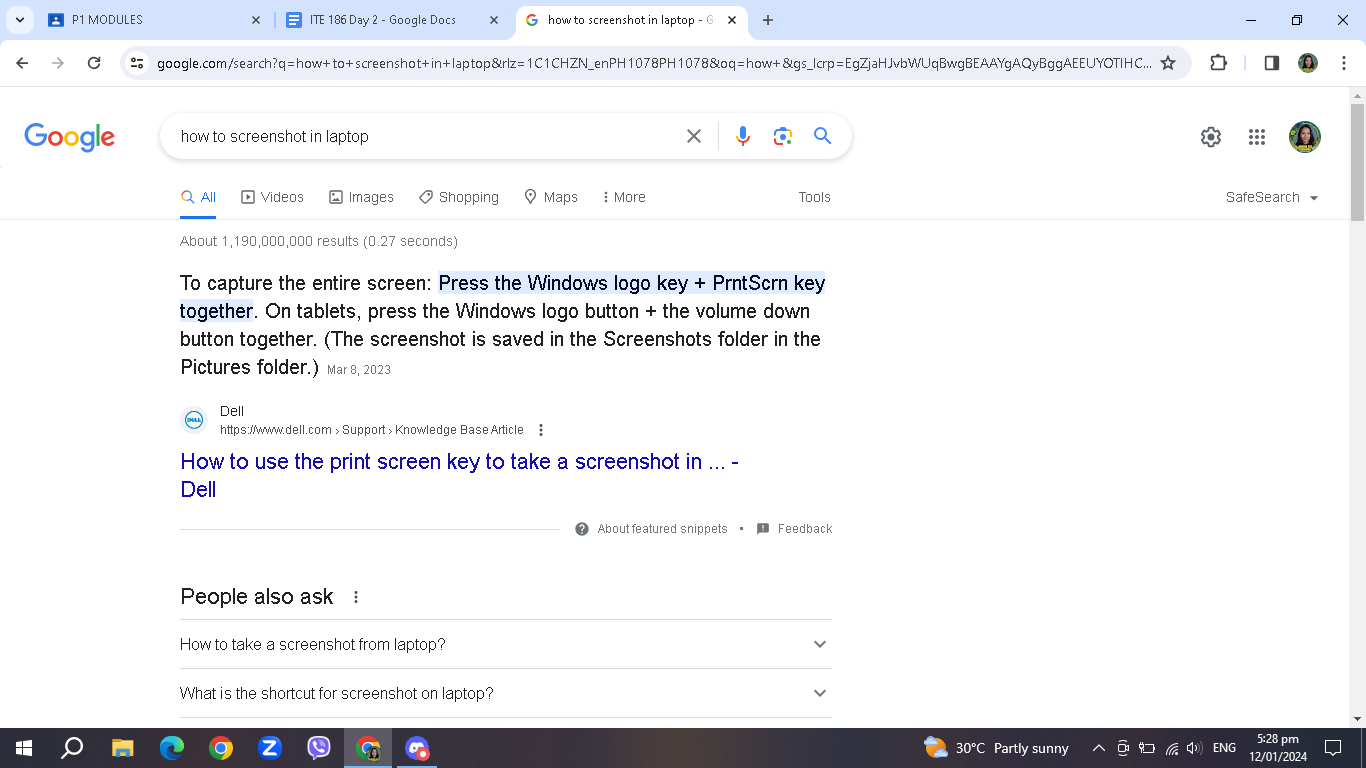 P1 MODULES
ITE 186 Day 2 - Google Docs
how to screenshot in laptop - G
google.com/search?q=how+to+screenshot+in+laptop&rlz=1C1CHZN_enPH1078PH1078&oq=how+&gs_lcrp=EgZjaHJvbWUqBwgBEAAYgAQyBggAEEUYOTIHC...
Google
how to screenshot in laptop
All
Videos
Images
Shopping
Maps
More
Tools
SafeSearch
About 1,190,000,000 results (0.27 seconds)
To capture the entire screen: Press the Windows logo key + PrntScrn key
together. On tablets, press the Windows logo button + the volume down
button together. (The screenshot is saved in the Screenshots folder in the
Pictures folder.) Mar 8, 2023
DELL
Dell
https://www.dell.com › Support › Knowledge Base Article
How to use the print screen key to take a screenshot in ... -
Dell
About featured snippets • Feedback
People also ask
How to take a screenshot from laptop?
What is the shortcut for screenshot on laptop?
Z
30°C Partly sunny
ENG
5:28 pm
12/01/2024